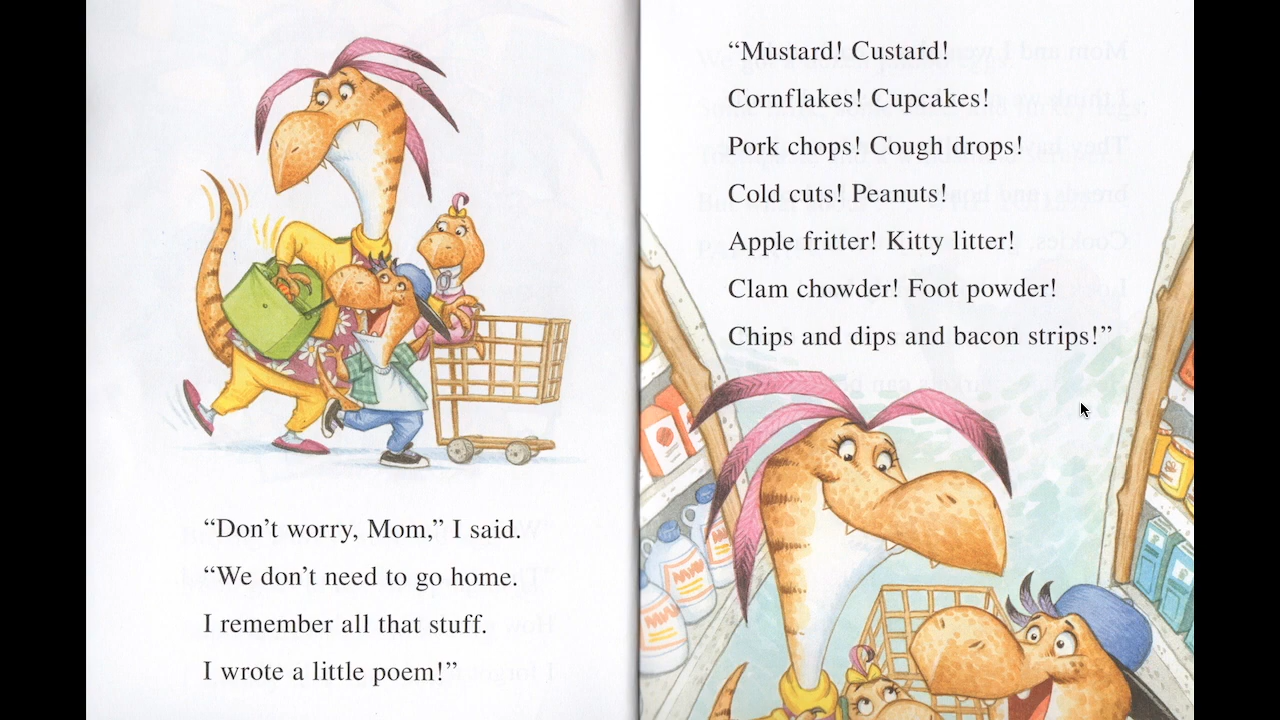 “Don’t worry, Mom,” I said.
“We don’t need to go home.
I remember all that stuff.
I wrote a little poem!”
“Mustard! Custard!
Cornflakes! Cupcakes!
Pork chops! Cough drops!
Cold cuts! Peanuts!
Apple fritter! Kitty litter!
Clam chowder! Foot powder!
Chips and dips and bacon strips!”